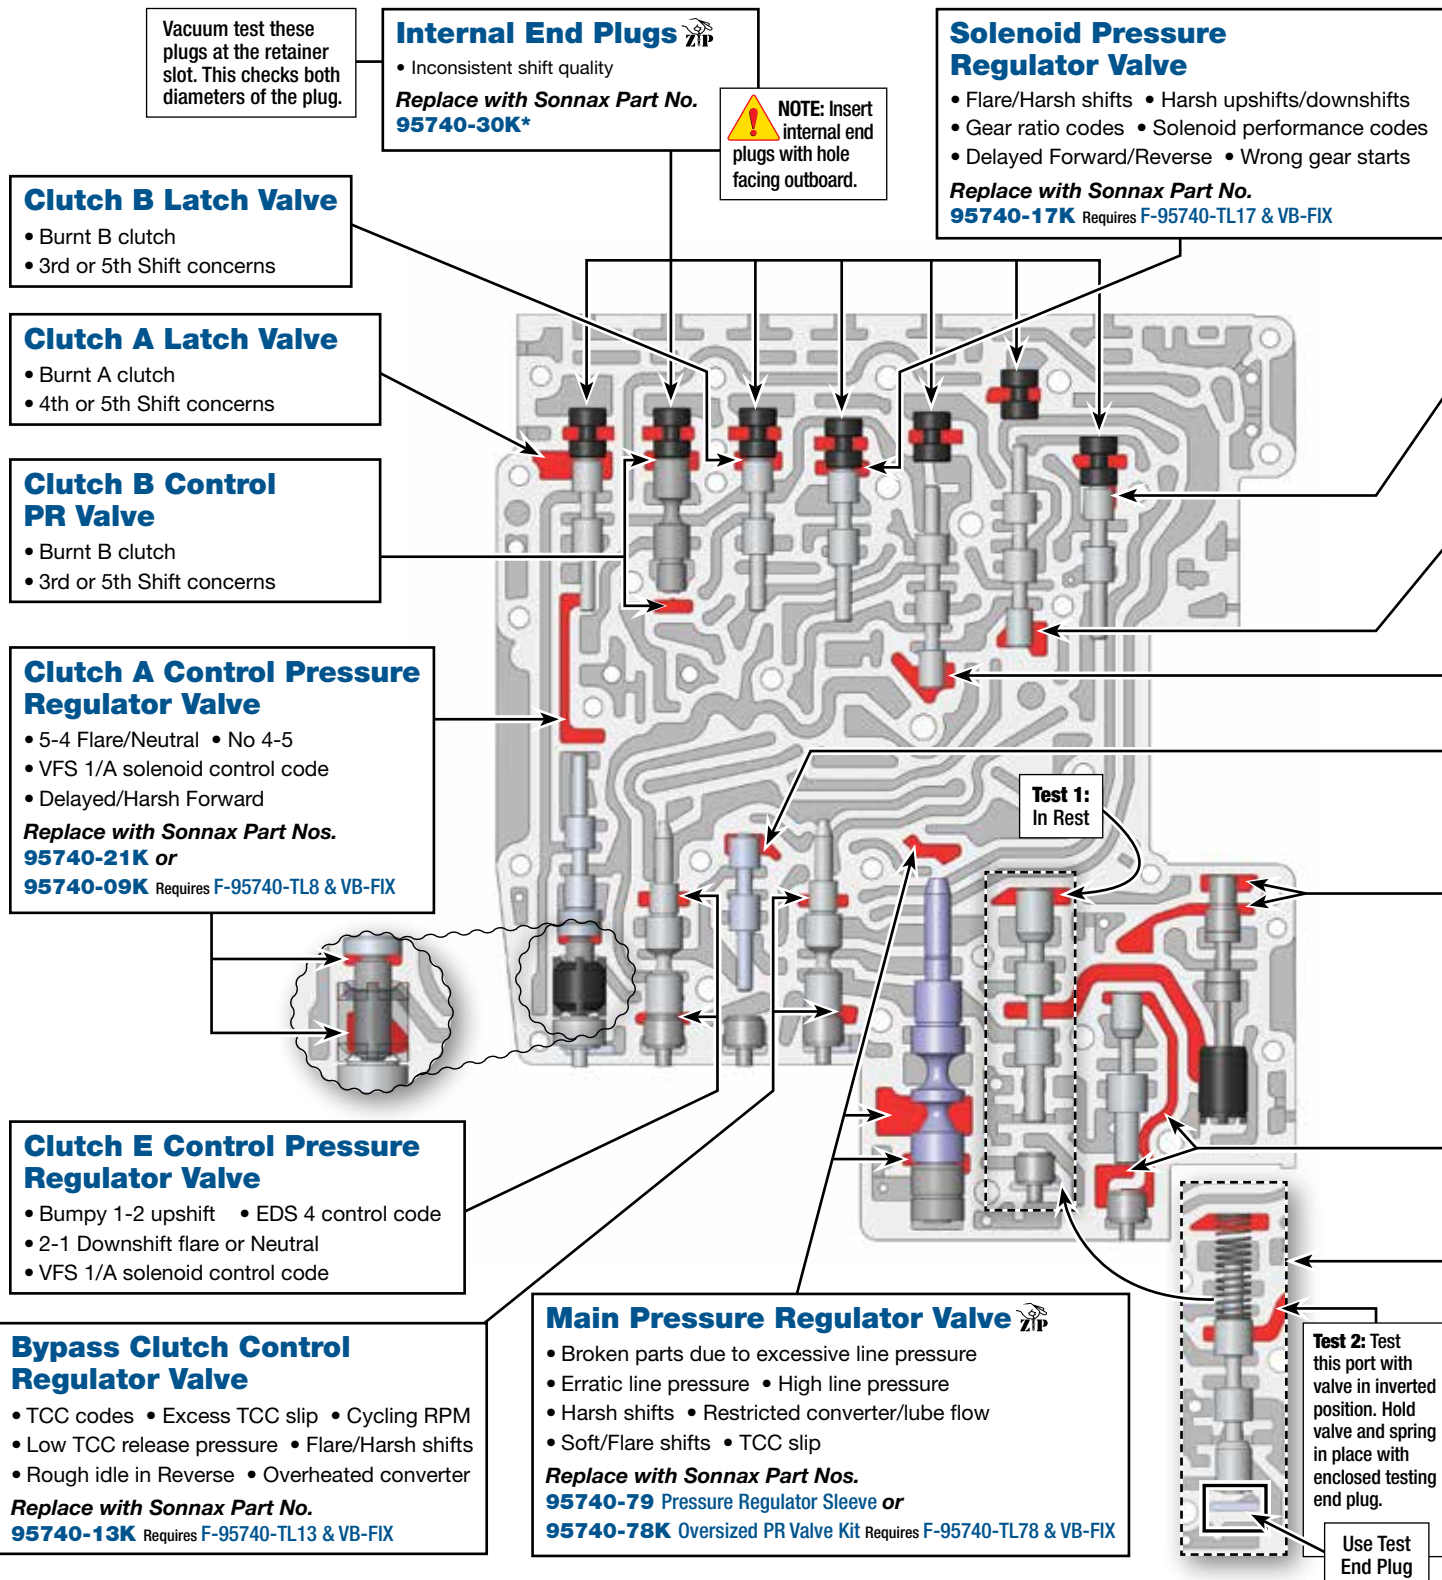 Vacuum test these
plugs at the retainer
slot. This checks both
diameters of the plug.
Internal End Plugs ZIP
• Inconsistent shift quality
Replace with Sonnax Part No.
95740-30K*
NOTE: Insert
internal end
plugs with hole
facing outboard.
Solenoid Pressure
Regulator Valve
• Flare/Harsh shifts • Harsh upshifts/downshifts
• Gear ratio codes • Solenoid performance codes
• Delayed Forward/Reverse • Wrong gear starts
Replace with Sonnax Part No.
95740-17K Requires F-95740-TL17 & VB-FIX
Clutch B Latch Valve
• Burnt B clutch
• 3rd or 5th Shift concerns
Clutch A Latch Valve
• Burnt A clutch
• 4th or 5th Shift concerns
Clutch B Control
PR Valve
• Burnt B clutch
• 3rd or 5th Shift concerns
Clutch A Control Pressure
Regulator Valve
• 5-4 Flare/Neutral • No 4-5
• VFS 1/A solenoid control code
• Delayed/Harsh Forward
Replace with Sonnax Part Nos.
95740-21K or
95740-09K Requires F-95740-TL8 & VB-FIX
Test 1:
In Rest
Clutch E Control Pressure
Regulator Valve
• Bumpy 1-2 upshift • EDS 4 control code
• 2-1 Downshift flare or Neutral
• VFS 1/A solenoid control code
Bypass Clutch Control
Regulator Valve
• TCC codes • Excess TCC slip • Cycling RPM
• Low TCC release pressure • Flare/Harsh shifts
• Rough idle in Reverse • Overheated converter
Replace with Sonnax Part No.
95740-13K Requires F-95740-TL13 & VB-FIX
Main Pressure Regulator Valve ZIP
• Broken parts due to excessive line pressure
• Erratic line pressure • High line pressure
• Harsh shifts • Restricted converter/lube flow
• Soft/Flare shifts • TCC slip
Replace with Sonnax Part Nos.
95740-79 Pressure Regulator Sleeve or
95740-78K Oversized PR Valve Kit Requires F-95740-TL78 & VB-FIX
Test 2: Test
this port with
valve in inverted
position. Hold
valve and spring
in place with
enclosed testing
end plug.
Use Test
End Plug